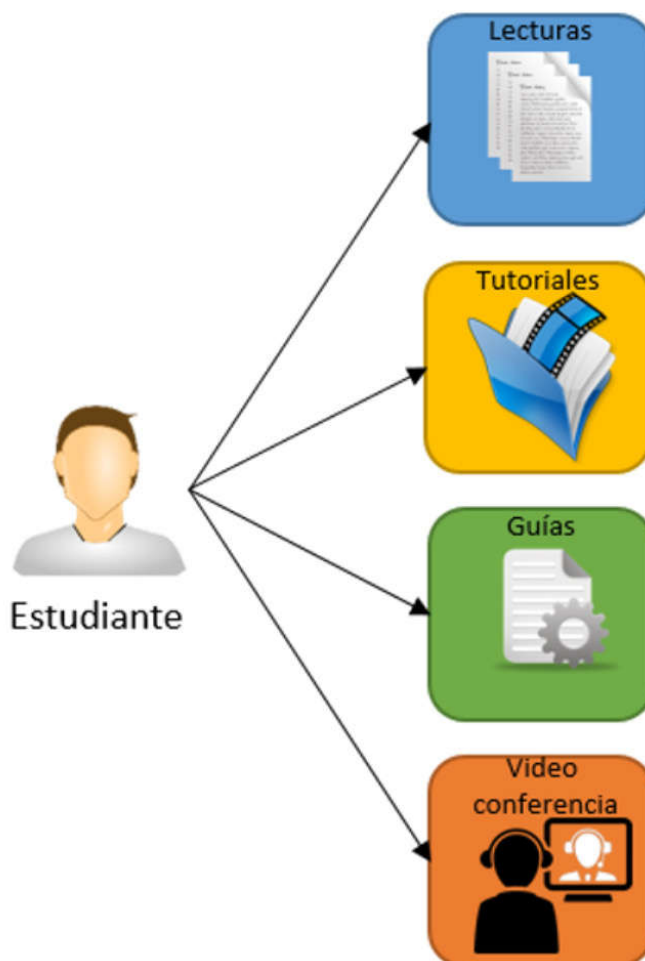 Lecturas
Tutoriales
Guías
Video
conferencia
Estudiante